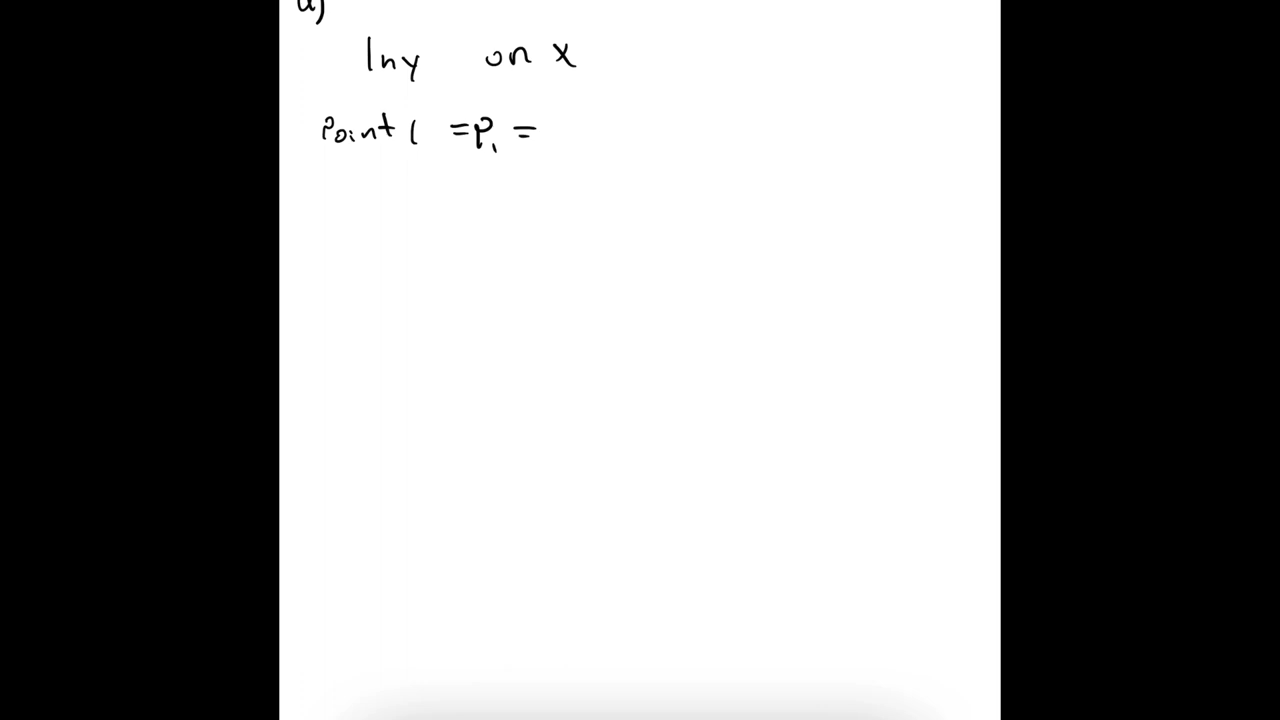 a)
lny on x
Point 1 = P₁ =